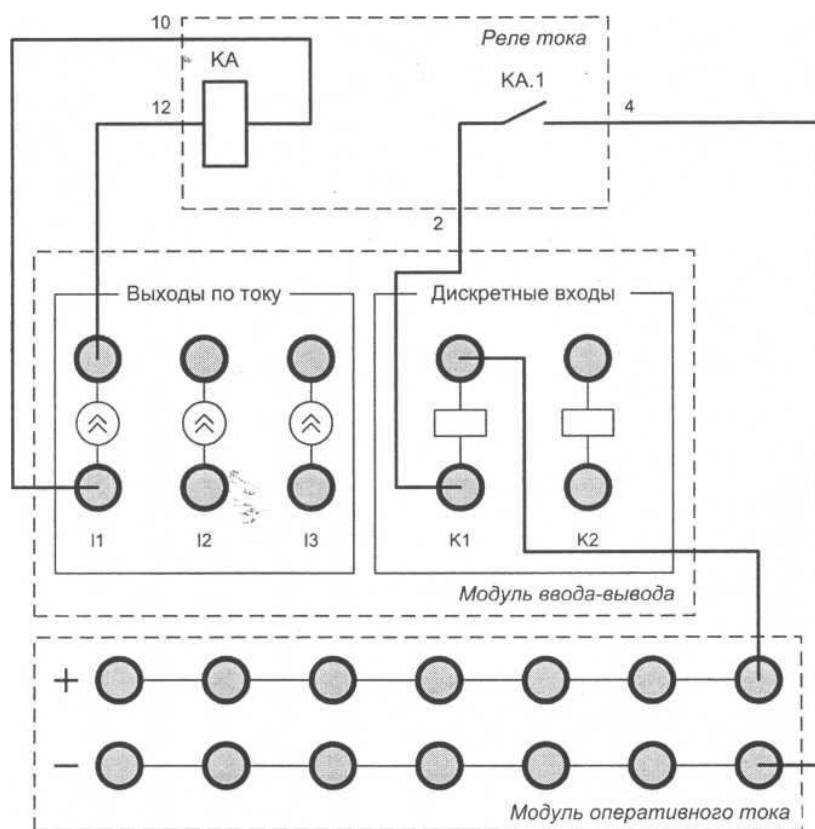 10
Реле тока
KA
KA.1
12
4
2
Выходы по току
Дискретные входы
I1
I2
I3
K1
K2
Модуль ввода-вывода
+
−
Модуль оперативного тока